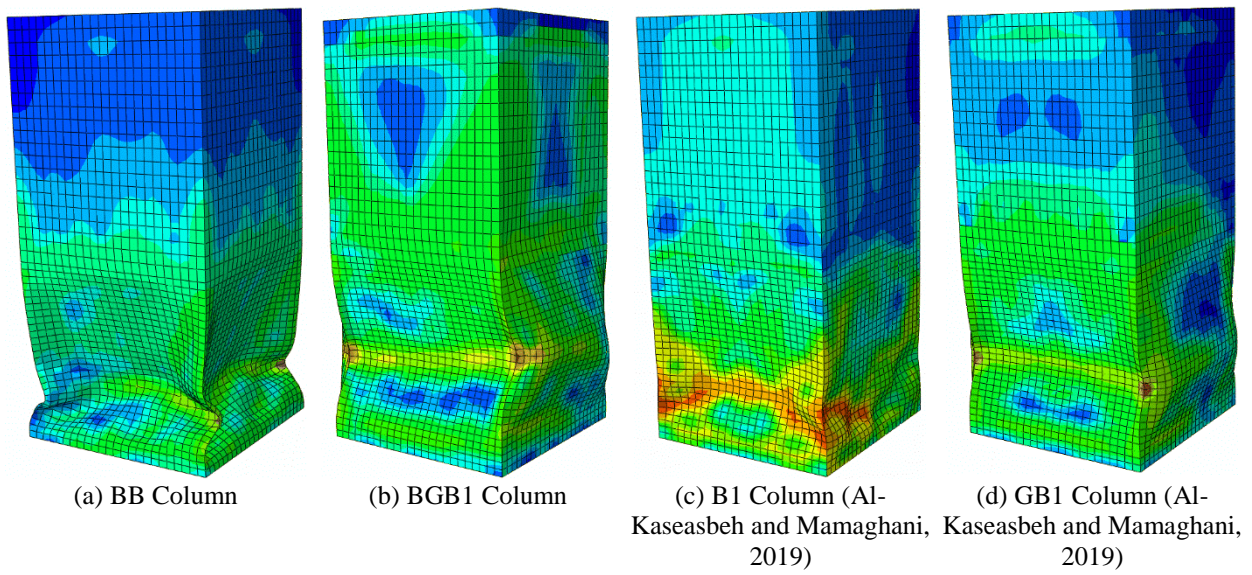 (a) BB Column
(b) BGB1 Column
(c) B1 Column (Al-
Kaseasbeh and Mamaghani,
2019)
(d) GB1 Column (Al-
Kaseasbeh and Mamaghani,
2019)